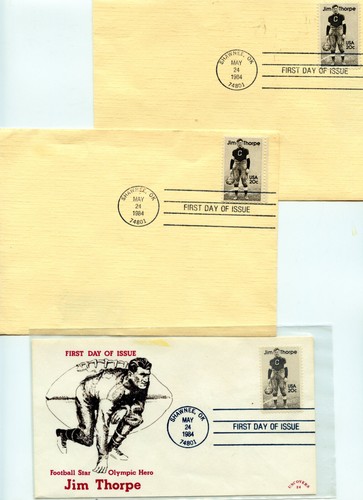 Jim Thorpe
C
USA
20c
SHAWNEE, OK
MAY
24
1984
74801
FIRST DAY OF ISSUE
Jim Thorpe
C
USA
20c
SHAWNEE, OK
MAY
24
1984
74801
FIRST DAY OF ISSUE
FIRST DAY OF ISSUE
Jim Thorpe
C
USA
20c
SHAWNEE, OK
MAY
24
1984
74801
FIRST DAY OF ISSUE
Football Star Olympic Hero
Jim Thorpe